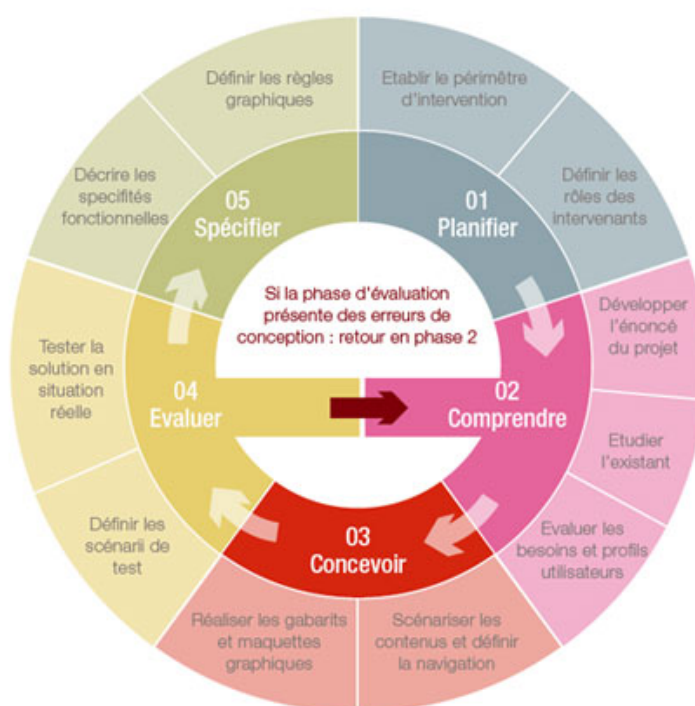 Définir les règles
graphiques
Etablir le périmêtre
d'intervention
Décrire les
specifités
fonctionnelles
05
Spécifier
01
Planifier
Définir les
rôles des
intervenants
Si la phase d'évaluation
présente des erreurs de
conception : retour en phase 2
Développer
l'énoncé
du projet
Tester la
solution en
situation
réelle
04
Evaluer
02
Comprendre
Etudier
l'existant
Définir les
scénarii de
test
03
Concevoir
Evaluer les
besoins et profils
utilisateurs
Réaliser les gabarits
et maquettes
graphiques
Scénariser les
contenus et définir
la navigation